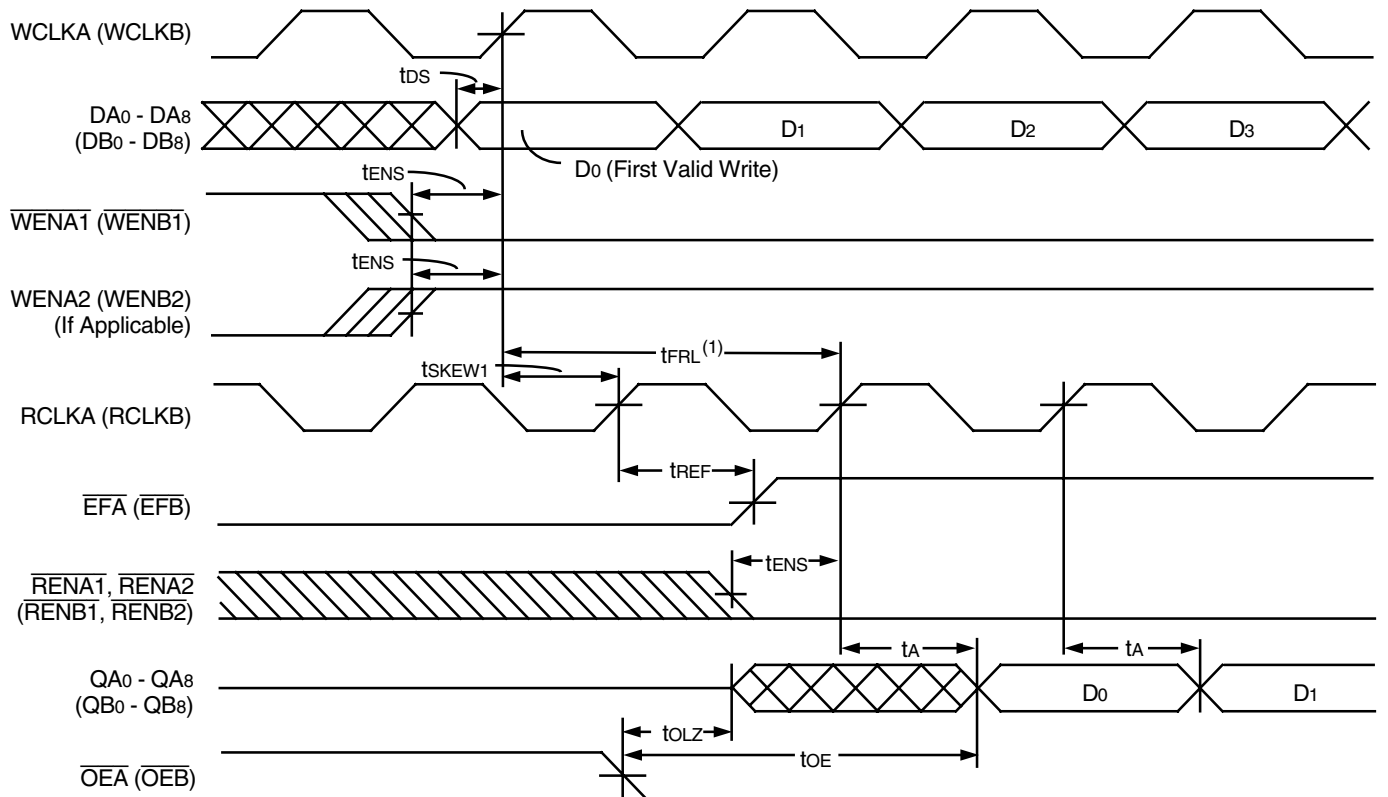 WCLKA (WCLKB)
tDS
DA0 - DA8
(DB0 - DB8)
D1
D2
D3
D0 (First Valid Write)
tENS
WENA1 (WENB1)
tENS
WENA2 (WENB2)
(If Applicable)
tFRL(1)
tSKEW1
RCLKA (RCLKB)
tREF
EFA (EFB)
tENS
RENA1, RENA2
(RENB1, RENB2)
tA
tA
QA0 - QA8
(QB0 - QB8)
D0
D1
tOLZ
tOE
OEA (OEB)